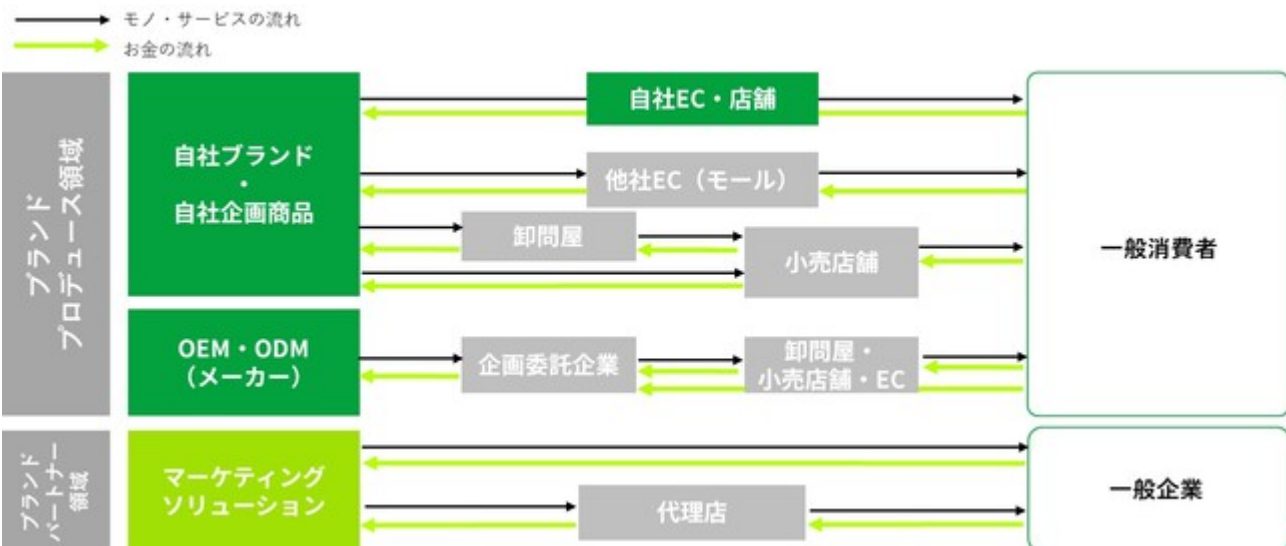 モノ・サービスの流れ
お金の流れ
ブランド
プロデュース領域
自社ブランド
・
自社企画商品
自社EC・店舗
他社EC（モール）
卸問屋
小売店舗
一般消費者
OEM・ODM
（メーカー）
企画委託企業
卸問屋・
小売店舗・EC
ブランド
パートナー
領域
マーケティング
ソリューション
代理店
一般企業